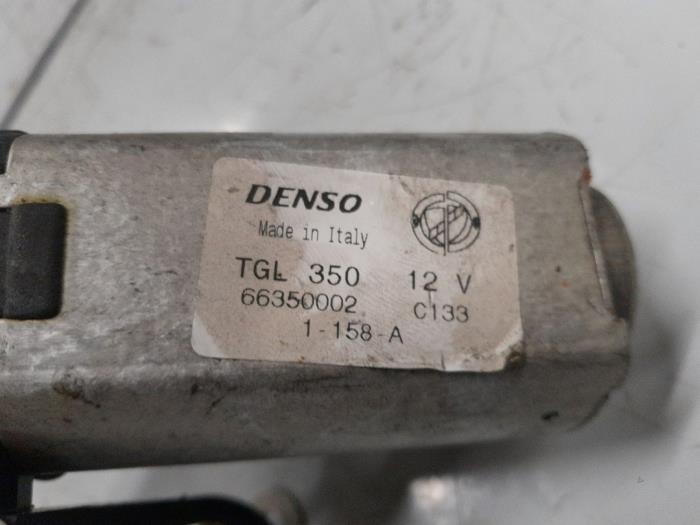 DENSO
Made in Italy
TGL 350 12 V
66350002 C133
1-158-A